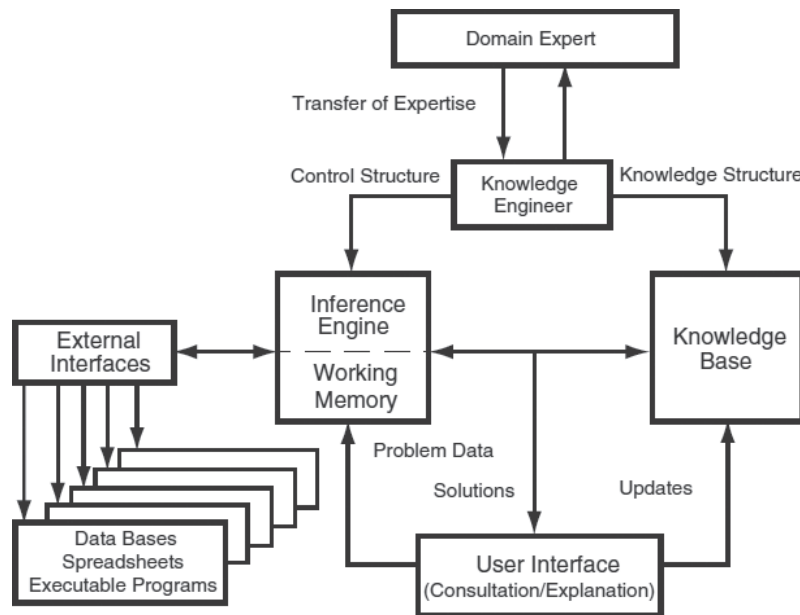 Domain Expert
Transfer of Expertise
Control Structure
Knowledge
Engineer
Knowledge Structure
Inference
Engine
Working
Memory
External
Interfaces
Knowledge
Base
Problem Data
Solutions
Updates
Data Bases
Spreadsheets
Executable Programs
User Interface
(Consultation/Explanation)